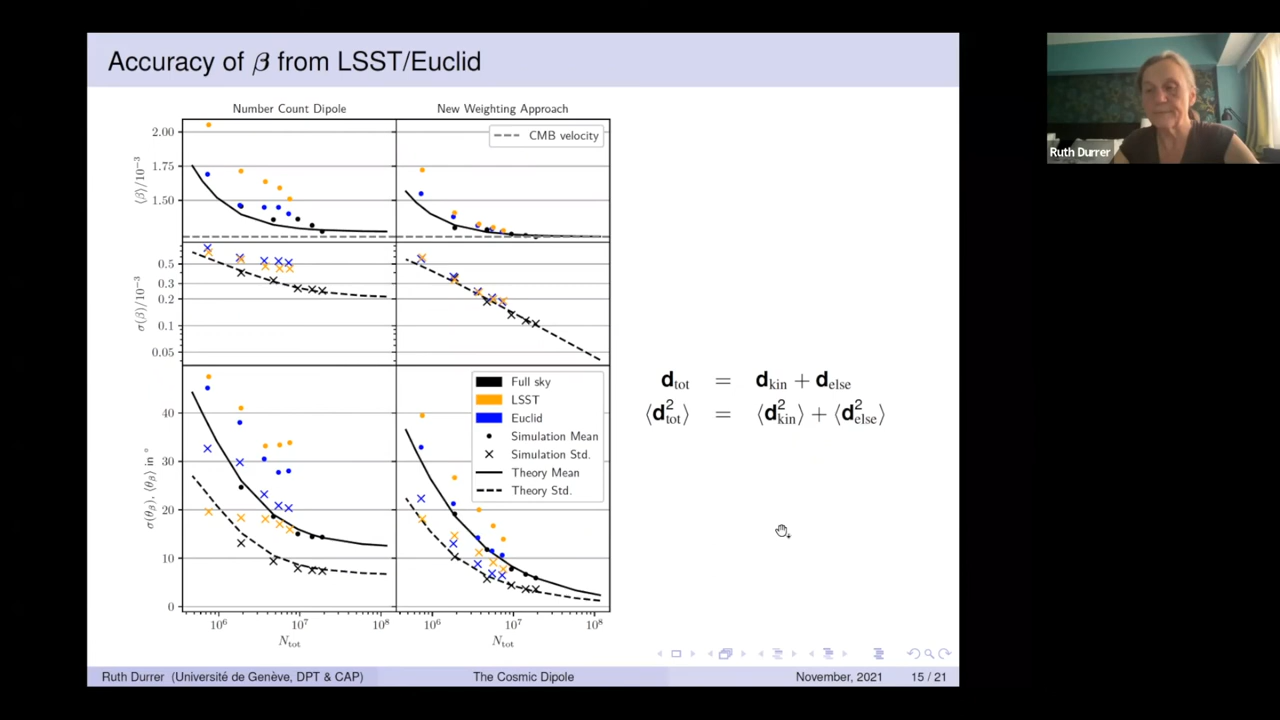 Accuracy of β from LSST/Euclid
Number Count Dipole
New Weighting Approach
CMB velocity
2.00
1.75
1.50
⟨β⟩/10⁻³
0.5
0.3
0.2
0.1
0.05
σ(β)/10⁻³
Full sky
LSST
Euclid
Simulation Mean
Simulation Std.
Theory Mean
Theory Std.
40
30
20
10
0
σ(θ_β), ⟨θ_β⟩ in °
10⁶ 10⁷ 10⁸
10⁶ 10⁷ 10⁸
N_tot
N_tot
d_tot = d_kin + d_else
⟨d²_tot⟩ = ⟨d²_kin⟩ + ⟨d²_else⟩
Ruth Durrer (Université de Genève, DPT & CAP) The Cosmic Dipole November, 2021 15 / 21
Ruth Durrer